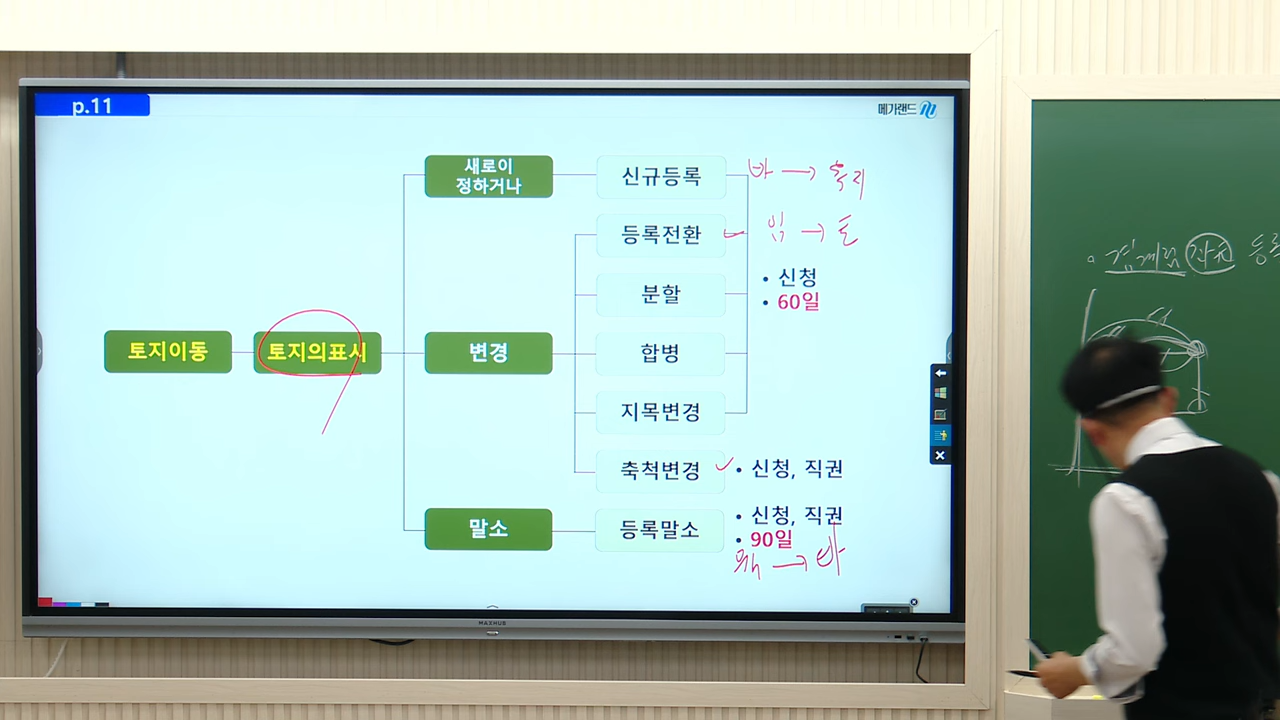 p.11
메가랜드
새로이
정하거나
신규등록
바 →
등록전환
임 → 토
분할
• 신청
• 60일
토지이동
토지의표시
변경
합병
지목변경
축척변경
• 신청, 직권
말소
등록말소
• 신청, 직권
• 90일
→ 바
MAXHUB